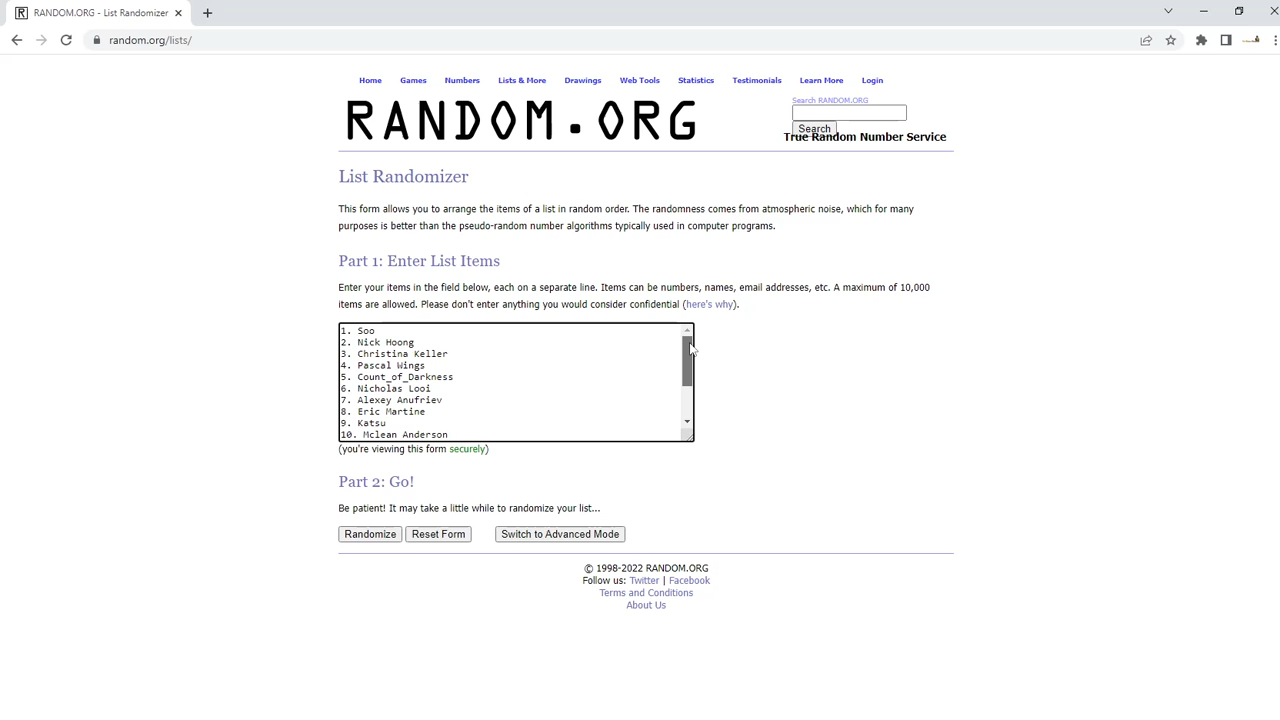 RANDOM.ORG - List Randomizer
random.org/lists/
Home Games Numbers Lists & More Drawings Web Tools Statistics Testimonials Learn More Login
Search RANDOM.ORG
RANDOM.ORG
Search
True Random Number Service
List Randomizer
This form allows you to arrange the items of a list in random order. The randomness comes from atmospheric noise, which for many
purposes is better than the pseudo-random number algorithms typically used in computer programs.
Part 1: Enter List Items
Enter your items in the field below, each on a separate line. Items can be numbers, names, email addresses, etc. A maximum of 10,000
items are allowed. Please don't enter anything you would consider confidential (here's why).
1. Soo
2. Nick Hoong
3. Christina Keller
4. Pascal Wings
5. Count_of_Darkness
6. Nicholas Looi
7. Alexey Anufriev
8. Eric Martine
9. Katsu
10. Mclean Anderson
(you're viewing this form securely)
Part 2: Go!
Be patient! It may take a little while to randomize your list...
Randomize Reset Form Switch to Advanced Mode
© 1998-2022 RANDOM.ORG
Follow us: Twitter | Facebook
Terms and Conditions
About Us